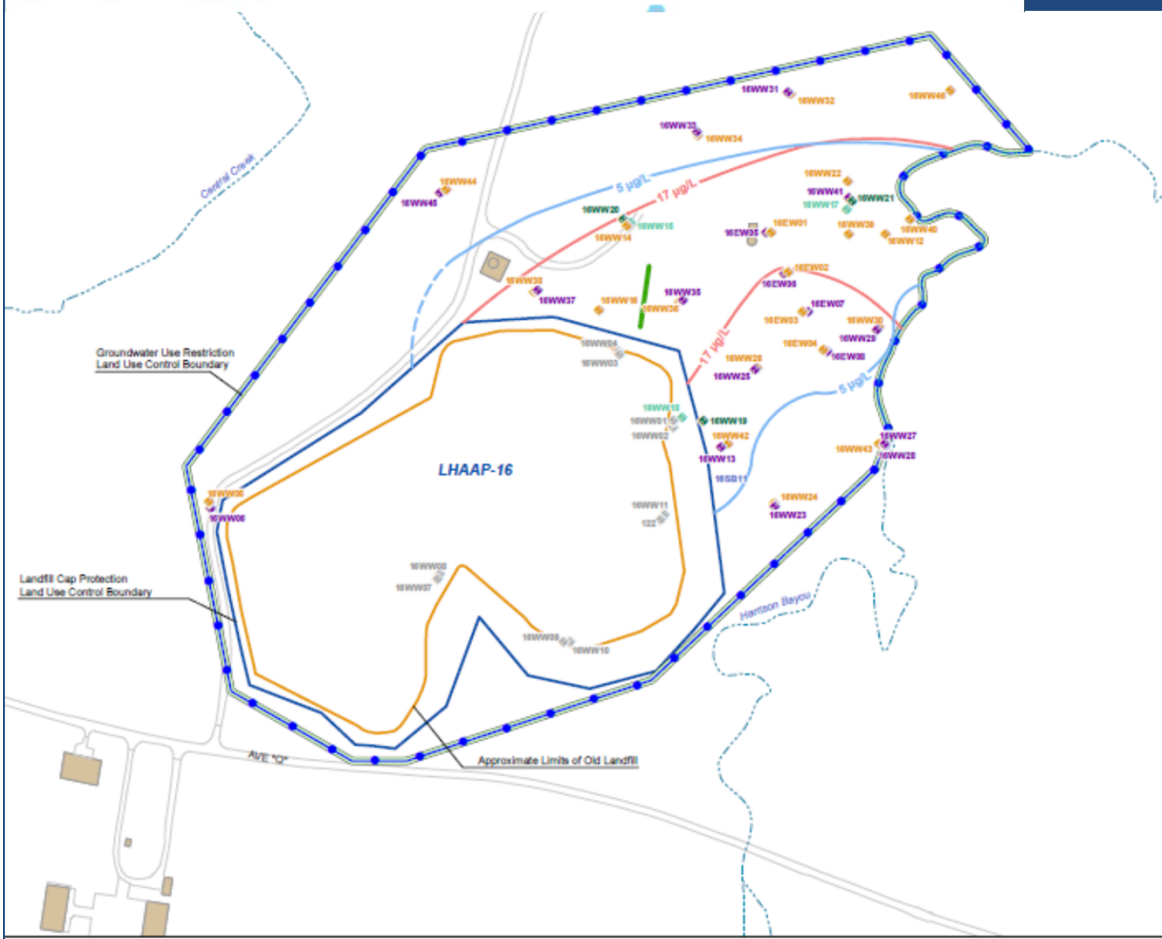 16WW31
16WW32
16WW46
16WW33
16WW34
Central Creek
5 µg/L
17 µg/L
16WW44
16WW45
16WW22
16WW41
16WW21
16WW17
16WW20
16WW16
16WW14
16EW05
16EW01
16WW39
16WW40
16WW12
16EW02
16EW06
16WW38
16WW37
16WW35
16WW36
16EW07
16EW03
16WW30
16WW29
16EW04
16EW08
17 µg/L
Groundwater Use Restriction
Land Use Control Boundary
16WW04
16WW03
16WW26
16WW25
5 µg/L
16WW15
16WW01
16WW02
16WW19
16WW42
16WW13
16WW43
16WW27
16WW28
LHAAP-16
16SB11
16WW24
16WW23
16WW05
16WW06
16WW11
122
16WW08
16WW07
Landfill Cap Protection
Land Use Control Boundary
Harrison Bayou
16WW09
16WW10
AVE "Q"
Approximate Limits of Old Landfill